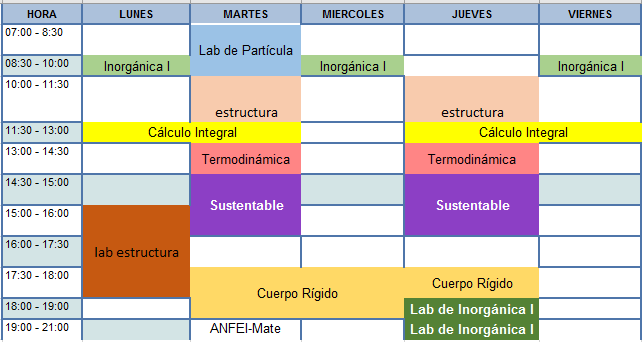 HORA LUNES MARTES MIERCOLES JUEVES VIERNES
07:00 - 8:30
Lab de Partícula
08:30 - 10:00 Inorgánica I Inorgánica I Inorgánica I
10:00 - 11:30
estructura estructura
11:30 - 13:00 Cálculo Integral Cálculo Integral
13:00 - 14:30 Termodinámica Termodinámica
14:30 - 15:00
Sustentable Sustentable
15:00 - 16:00
16:00 - 17:30
lab estructura
17:30 - 18:00 Cuerpo Rígido
Cuerpo Rígido
18:00 - 19:00 Lab de Inorgánica I
19:00 - 21:00 ANFEI-Mate Lab de Inorgánica I